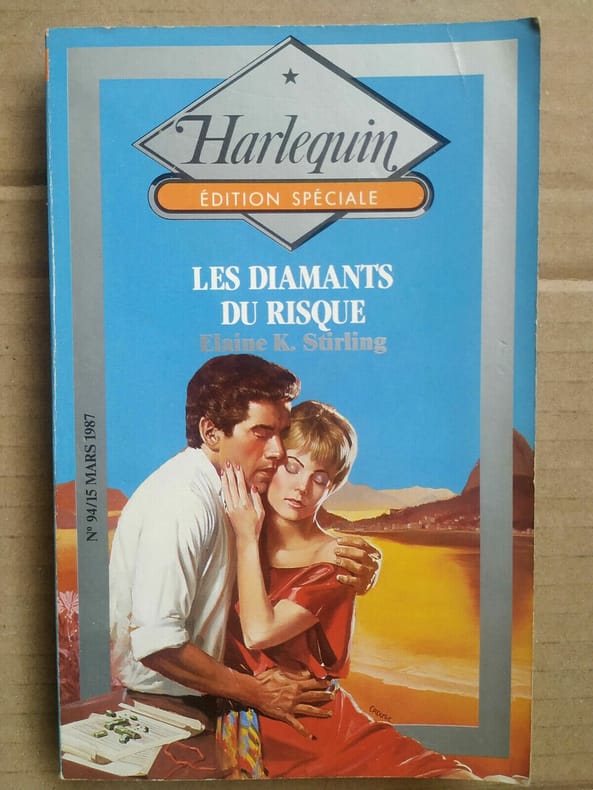 Harlequin
ÉDITION SPÉCIALE
LES DIAMANTS
DU RISQUE
Elaine K. Stirling
N° 94/15 MARS 1987